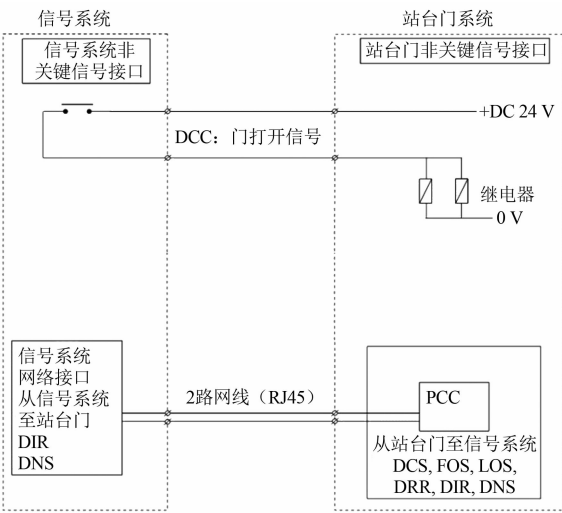 信号系统
站台门系统
信号系统非
关键信号接口
站台门非关键信号接口
+DC 24 V
DCC：门打开信号
继电器
0 V
信号系统
网络接口
从信号系统
至站台门
DIR
DNS
2路网线（RJ45）
PCC
从站台门至信号系统
DCS, FOS, LOS,
DRR, DIR, DNS